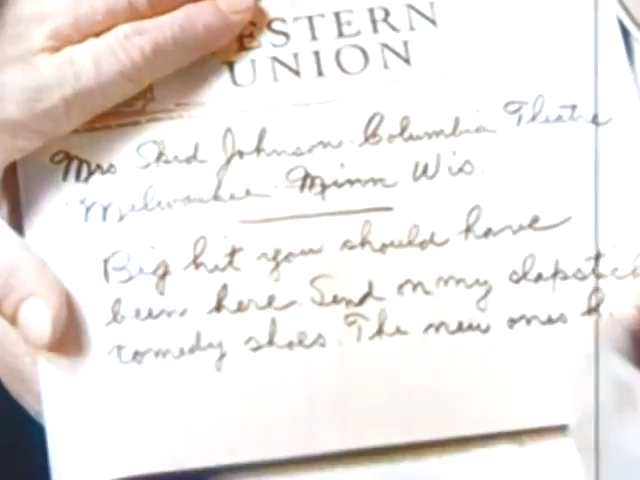 ESTERN
UNION
Mrs Skid Johnson. Columbia Theatre
Milwaukee Minn Wis.
Big hit you should have
been here. Send on my slapstick
comedy shoes. The new ones